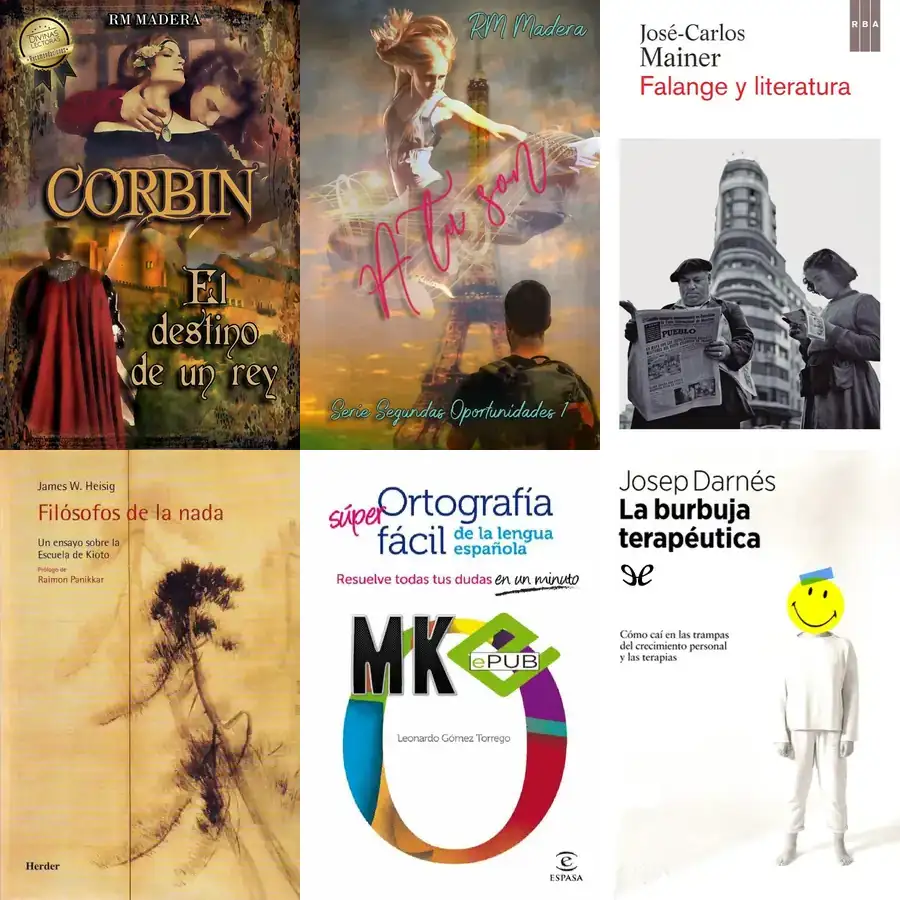 RM MADERA
DIVINAS
LECTORAS
CORBIN
El
destino
de un rey
RM Madera
A tu son
Serie Segundas Oportunidades 1
José-Carlos
Mainer
Falange y literatura
RBA
PUEBLO
James W. Heisig
Filósofos de la nada
Un ensayo sobre la
Escuela de Kioto
Prólogo de
Raimon Panikkar
Herder
súper Ortografía
fácil de la lengua
española
Resuelve todas tus dudas en un minuto
MK
ePUB
Leonardo Gómez Torrego
ESPASA
Josep Darnés
La burbuja
terapéutica
Cómo caí en las trampas
del crecimiento personal
y las terapias